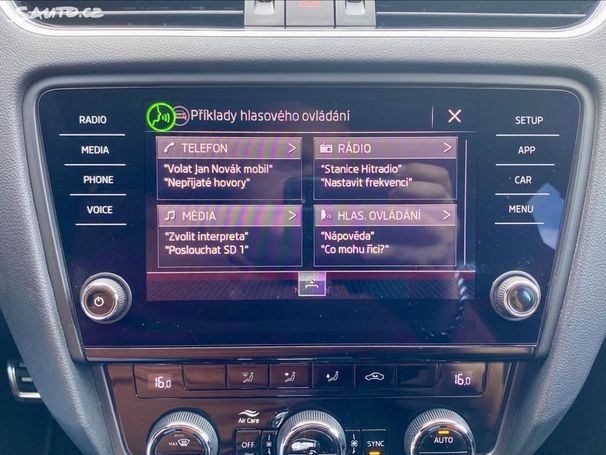 AUTO.CZ
RADIO
MEDIA
PHONE
VOICE
Příklady hlasového ovládání
TELEFON
"Volat Jan Novák mobil"
"Nepřijaté hovory"
RÁDIO
"Stanice Hitradio"
"Nastavit frekvenci"
MÉDIA
"Zvolit interpreta"
"Poslouchat SD 1"
HLAS. OVLÁDÁNÍ
"Nápověda"
"Co mohu říci?"
SETUP
APP
CAR
MENU
16.0
16.0
Air Care
MAX
OFF
SYNC
AUTO